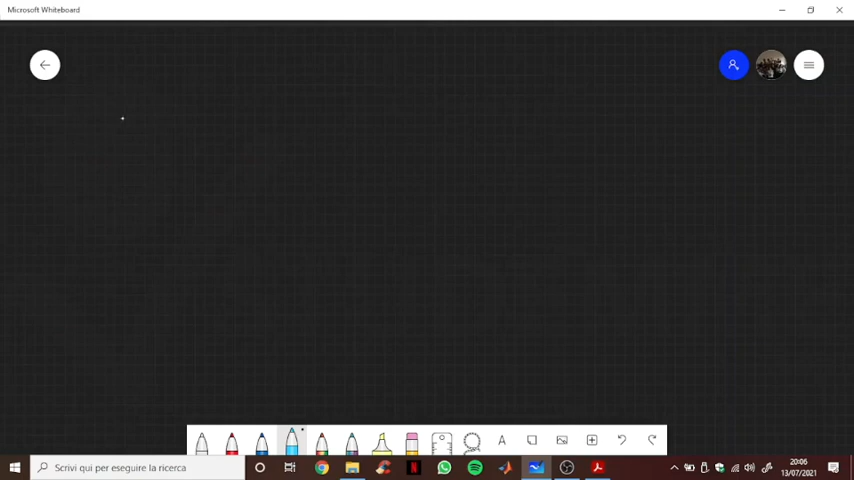 Microsoft Whiteboard
A
Scrivi qui per eseguire la ricerca
20:06
13/07/2021